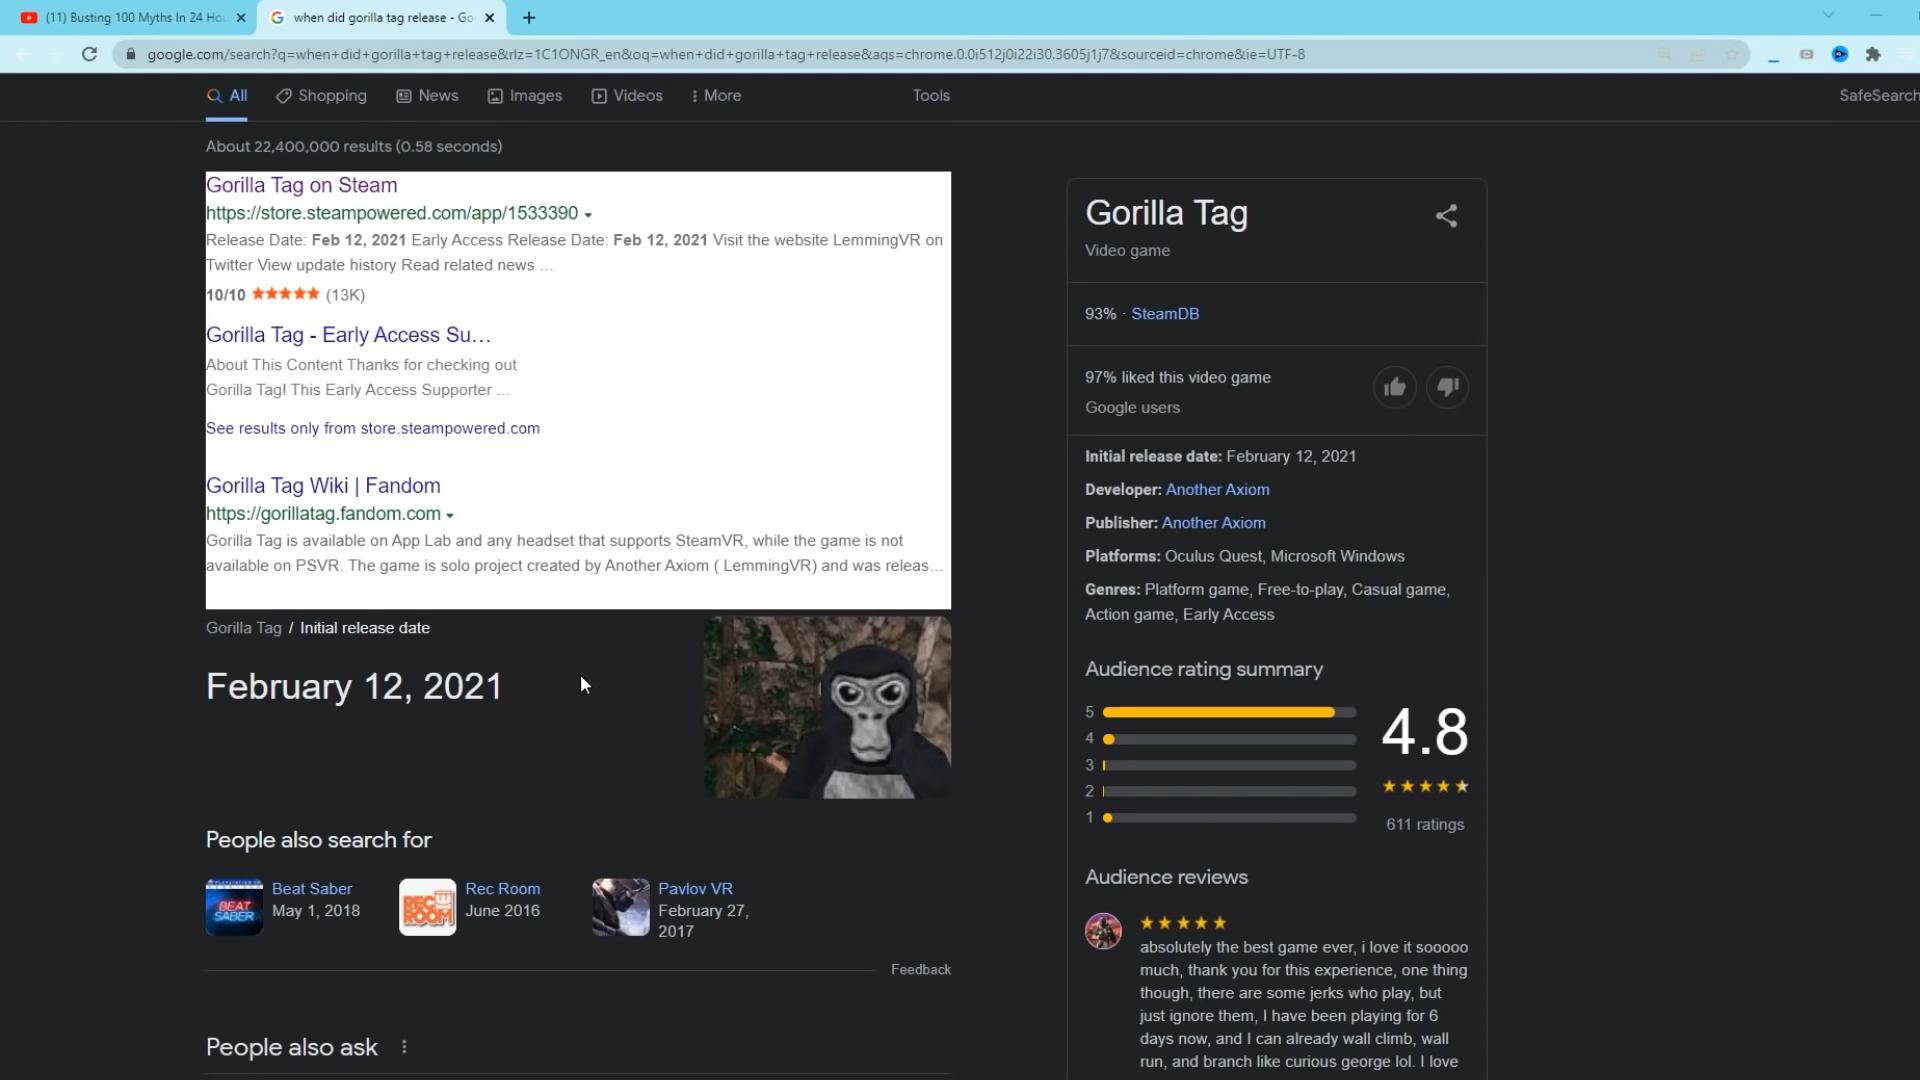 (11) Busting 100 Myths In 24 Ho
when did gorilla tag release - Go
google.com/search?q=when+did+gorilla+tag+release&rlz=1C1ONGR_en&oq=when+did+gorilla+tag+release&aqs=chrome.0.0i512j0i22i30.3605j1j7&sourceid=chrome&ie=UTF-8
All
Shopping
News
Images
Videos
More
Tools
SafeSearch
About 22,400,000 results (0.58 seconds)
Gorilla Tag on Steam
https://store.steampowered.com/app/1533390
Release Date: Feb 12, 2021 Early Access Release Date: Feb 12, 2021 Visit the website LemmingVR on
Twitter View update history Read related news ...
10/10 ★★★★★ (13K)
Gorilla Tag - Early Access Su...
About This Content Thanks for checking out
Gorilla Tag! This Early Access Supporter ...
See results only from store.steampowered.com
Gorilla Tag Wiki | Fandom
https://gorillatag.fandom.com
Gorilla Tag is available on App Lab and any headset that supports SteamVR, while the game is not
available on PSVR. The game is solo project created by Another Axiom ( LemmingVR) and was releas...
Gorilla Tag / Initial release date
February 12, 2021
People also search for
BEAT SABER
Beat Saber
May 1, 2018
REC ROOM
Rec Room
June 2016
Pavlov VR
February 27,
2017
Feedback
People also ask
Gorilla Tag
Video game
93% · SteamDB
97% liked this video game
Google users
Initial release date: February 12, 2021
Developer: Another Axiom
Publisher: Another Axiom
Platforms: Oculus Quest, Microsoft Windows
Genres: Platform game, Free-to-play, Casual game,
Action game, Early Access
Audience rating summary
5
4
3
2
1
4.8
611 ratings
Audience reviews
absolutely the best game ever, i love it sooooo
much, thank you for this experience, one thing
though, there are some jerks who play, but
just ignore them, I have been playing for 6
days now, and I can already wall climb, wall
run, and branch like curious george lol. I love